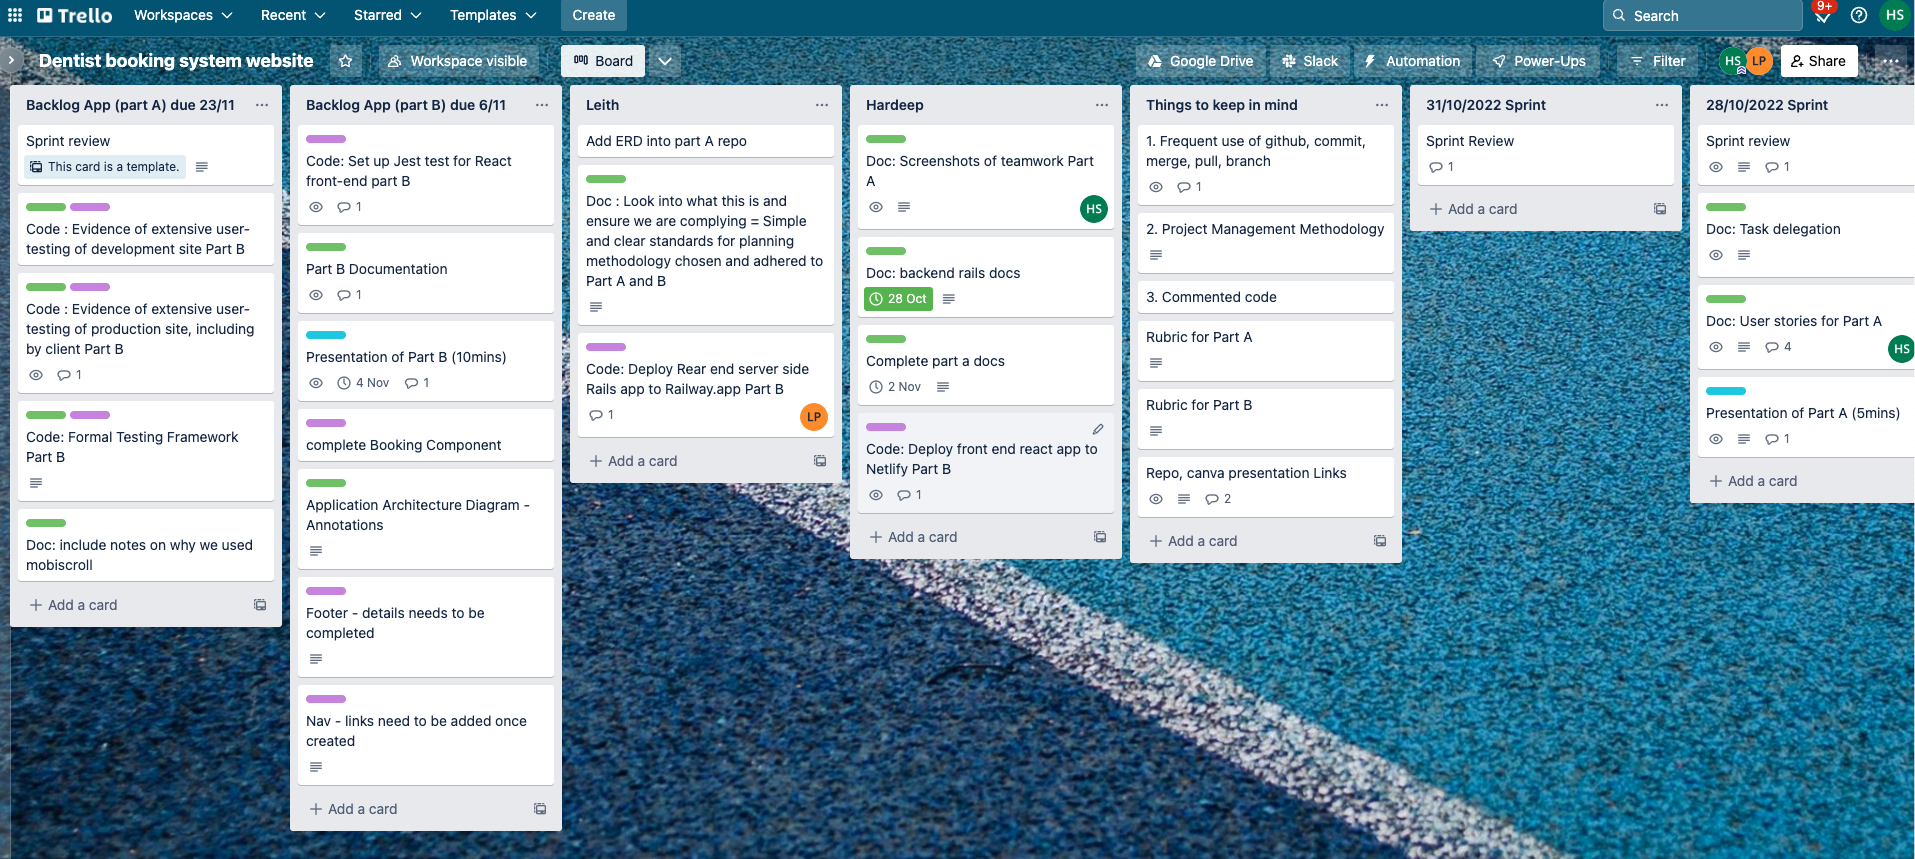 Trello
Workspaces
Recent
Starred
Templates
Create
Search
9+
HS
Dentist booking system website
Workspace visible
Board
Google Drive
Slack
Automation
Power-Ups
Filter
HS
LP
Share
Backlog App (part A) due 23/11
Sprint review
This card is a template.
Code : Evidence of extensive user-
testing of development site Part B
Code : Evidence of extensive user-
testing of production site, including
by client Part B
1
Code: Formal Testing Framework
Part B
Doc: include notes on why we used
mobiscroll
+ Add a card
Backlog App (part B) due 6/11
Code: Set up Jest test for React
front-end part B
1
Part B Documentation
1
Presentation of Part B (10mins)
4 Nov
1
complete Booking Component
Application Architecture Diagram -
Annotations
Footer - details needs to be
completed
Nav - links need to be added once
created
+ Add a card
Leith
Add ERD into part A repo
Doc : Look into what this is and
ensure we are complying = Simple
and clear standards for planning
methodology chosen and adhered to
Part A and B
Code: Deploy Rear end server side
Rails app to Railway.app Part B
1
LP
+ Add a card
Hardeep
Doc: Screenshots of teamwork Part
A
HS
Doc: backend rails docs
28 Oct
Complete part a docs
2 Nov
Code: Deploy front end react app to
Netlify Part B
1
+ Add a card
Things to keep in mind
1. Frequent use of github, commit,
merge, pull, branch
1
2. Project Management Methodology
3. Commented code
Rubric for Part A
Rubric for Part B
Repo, canva presentation Links
2
+ Add a card
31/10/2022 Sprint
Sprint Review
1
+ Add a card
28/10/2022 Sprint
Sprint review
1
Doc: Task delegation
Doc: User stories for Part A
4
HS
Presentation of Part A (5mins)
1
+ Add a card